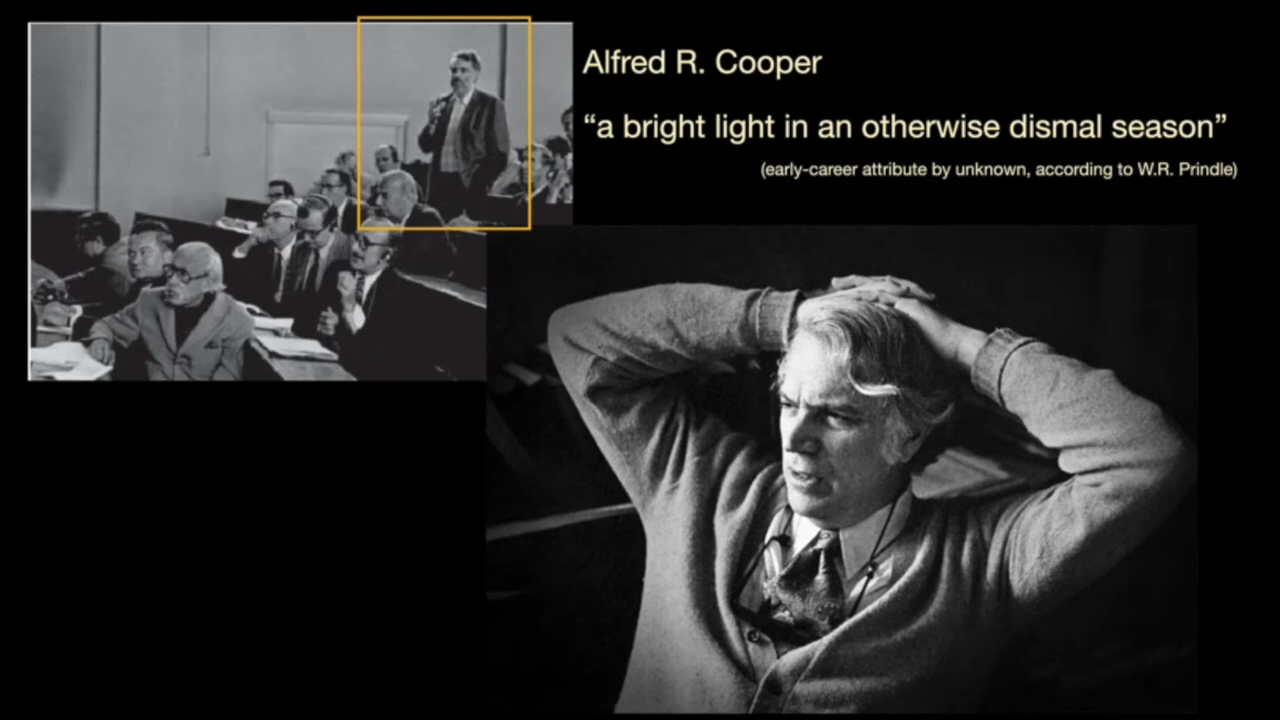 Alfred R. Cooper
“a bright light in an otherwise dismal season”
(early-career attribute by unknown, according to W.R. Prindle)